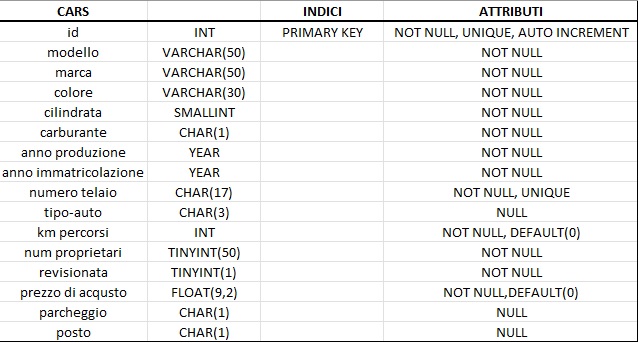 CARS INDICI ATTRIBUTI
id INT PRIMARY KEY NOT NULL, UNIQUE, AUTO INCREMENT
modello VARCHAR(50) NOT NULL
marca VARCHAR(50) NOT NULL
colore VARCHAR(30) NOT NULL
cilindrata SMALLINT NOT NULL
carburante CHAR(1) NOT NULL
anno produzione YEAR NOT NULL
anno immatricolazione YEAR NOT NULL
numero telaio CHAR(17) NOT NULL, UNIQUE
tipo-auto CHAR(3) NULL
km percorsi INT NOT NULL, DEFAULT(0)
num proprietari TINYINT(50) NOT NULL
revisionata TINYINT(1) NOT NULL
prezzo di acqusto FLOAT(9,2) NOT NULL,DEFAULT(0)
parcheggio CHAR(1) NULL
posto CHAR(1) NULL